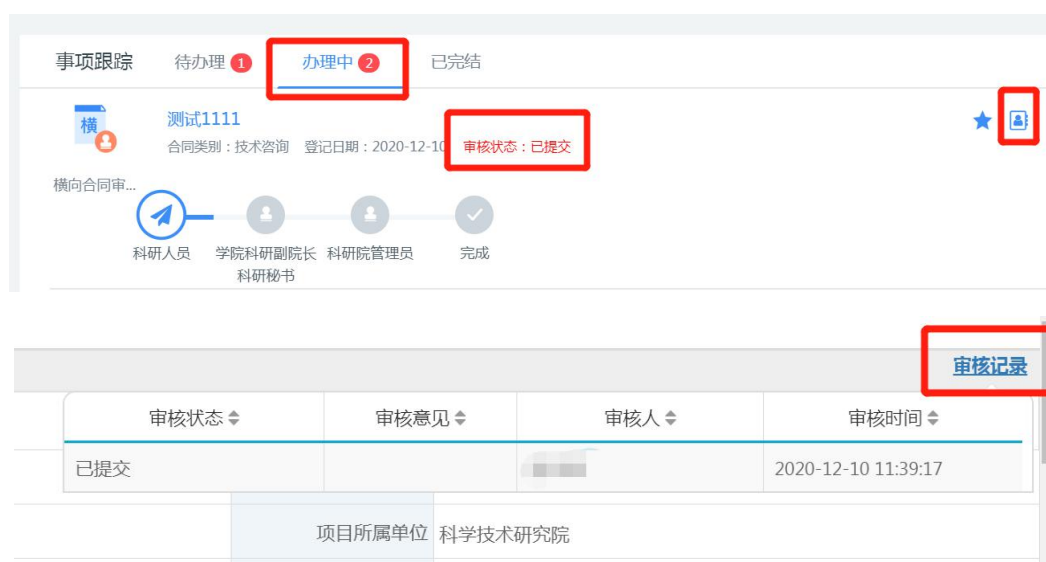 事项跟踪 待办理 1 办理中 2 已完结
横 测试1111
合同类别：技术咨询 登记日期：2020-12-10 审核状态：已提交
横向合同审...
科研人员 学院科研副院长 科研院管理员 完成
科研秘书
审核记录
审核状态 审核意见 审核人 审核时间
已提交 2020-12-10 11:39:17
项目所属单位 科学技术研究院